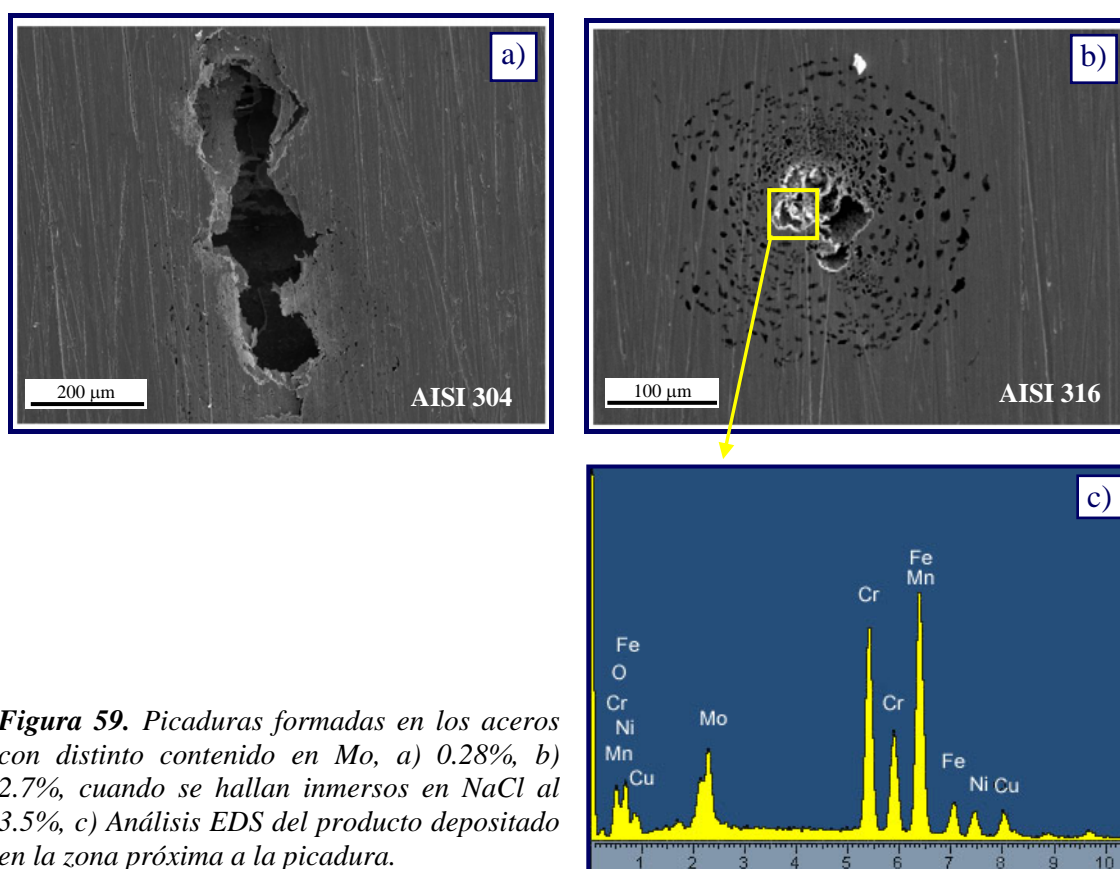 a)
200 µm
AISI 304
b)
100 µm
AISI 316
c)
Fe
O
Cr
Ni
Mn
Cu
Mo
Cr
Cr
Fe
Mn
Fe
Ni Cu
1 2 3 4 5 6 7 8 9 10
Figura 59. Picaduras formadas en los aceros
con distinto contenido en Mo, a) 0.28%, b)
2.7%, cuando se hallan inmersos en NaCl al
3.5%, c) Análisis EDS del producto depositado
en la zona próxima a la picadura.